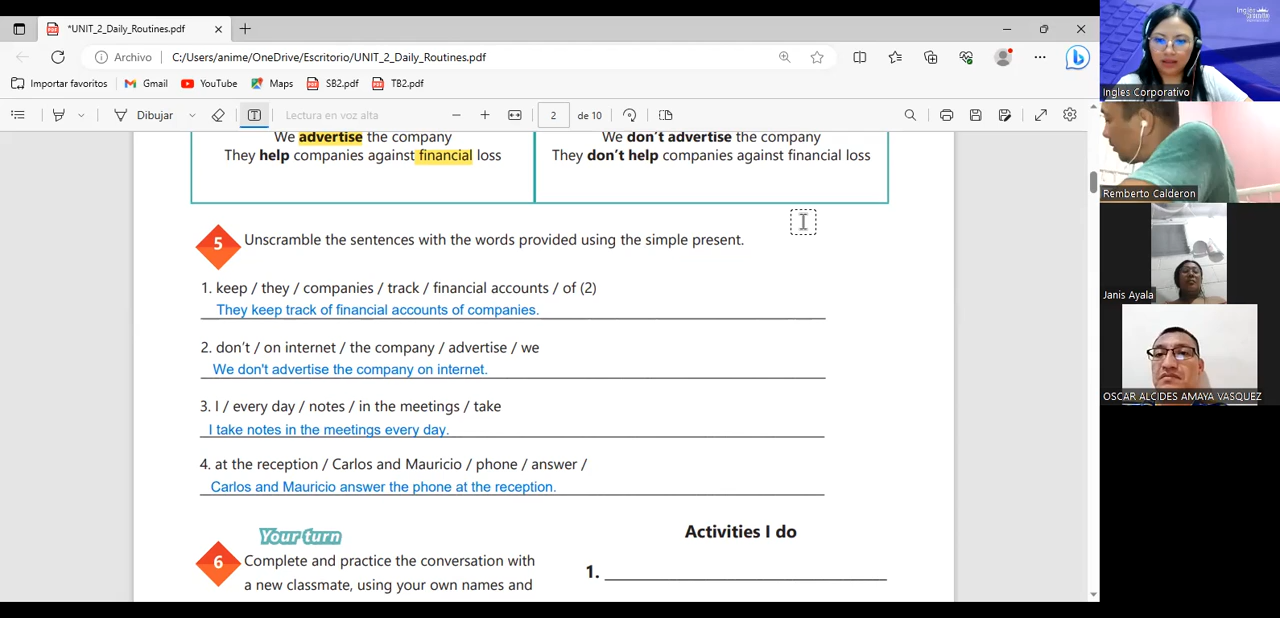 *UNIT_2_Daily_Routines.pdf
Archivo C:/Users/anime/OneDrive/Escritorio/UNIT_2_Daily_Routines.pdf
Importar favoritos Gmail YouTube Maps SB2.pdf TB2.pdf
Dibujar Lectura en voz alta 2 de 10
We advertise the company
They help companies against financial loss
We don't advertise the company
They don't help companies against financial loss
5 Unscramble the sentences with the words provided using the simple present.
1. keep / they / companies / track / financial accounts / of (2)
They keep track of financial accounts of companies.
2. don't / on internet / the company / advertise / we
We don't advertise the company on internet.
3. I / every day / notes / in the meetings / take
I take notes in the meetings every day.
4. at the reception / Carlos and Mauricio / phone / answer /
Carlos and Mauricio answer the phone at the reception.
Your turn
6 Complete and practice the conversation with
a new classmate, using your own names and
Activities I do
1.
Ingles Corporativo
Remberto Calderon
Janis Ayala
OSCAR ALCIDES AMAYA VASQUEZ